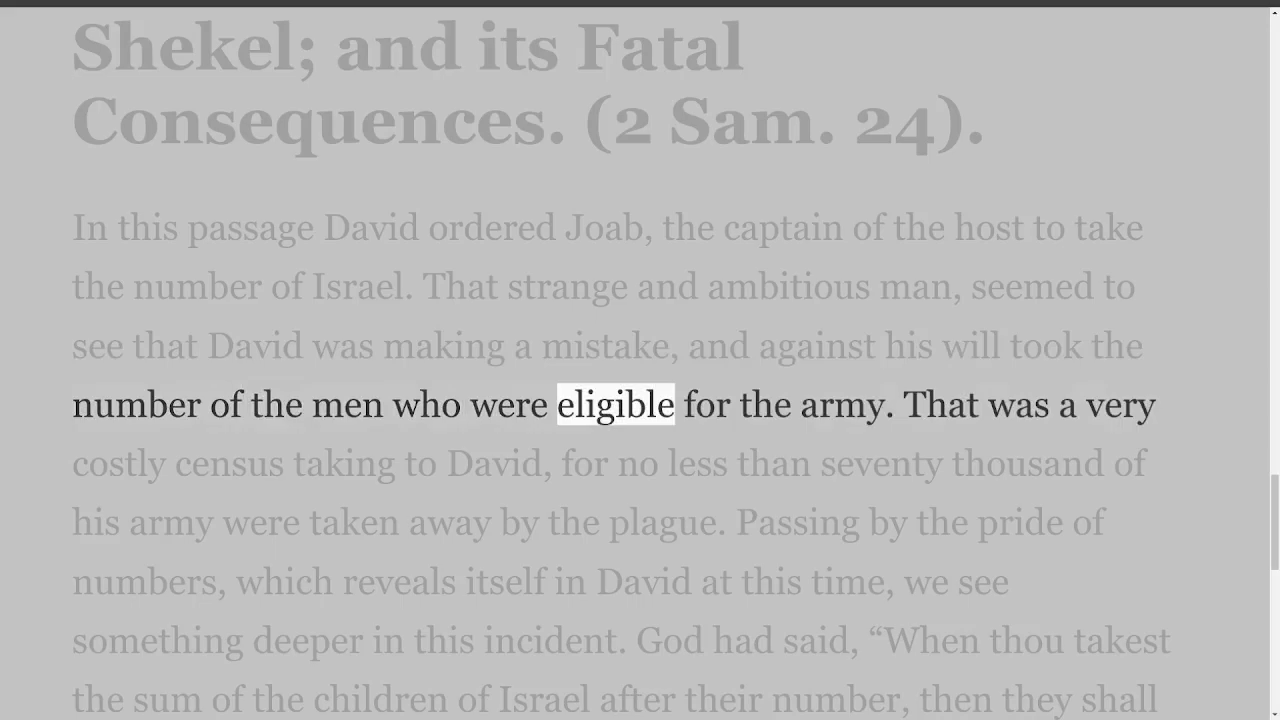 Shekel; and its Fatal
Consequences. (2 Sam. 24).
In this passage David ordered Joab, the captain of the host to take
the number of Israel. That strange and ambitious man, seemed to
see that David was making a mistake, and against his will took the
number of the men who were eligible for the army. That was a very
costly census taking to David, for no less than seventy thousand of
his army were taken away by the plague. Passing by the pride of
numbers, which reveals itself in David at this time, we see
something deeper in this incident. God had said, “When thou takest
the sum of the children of Israel after their number, then they shall